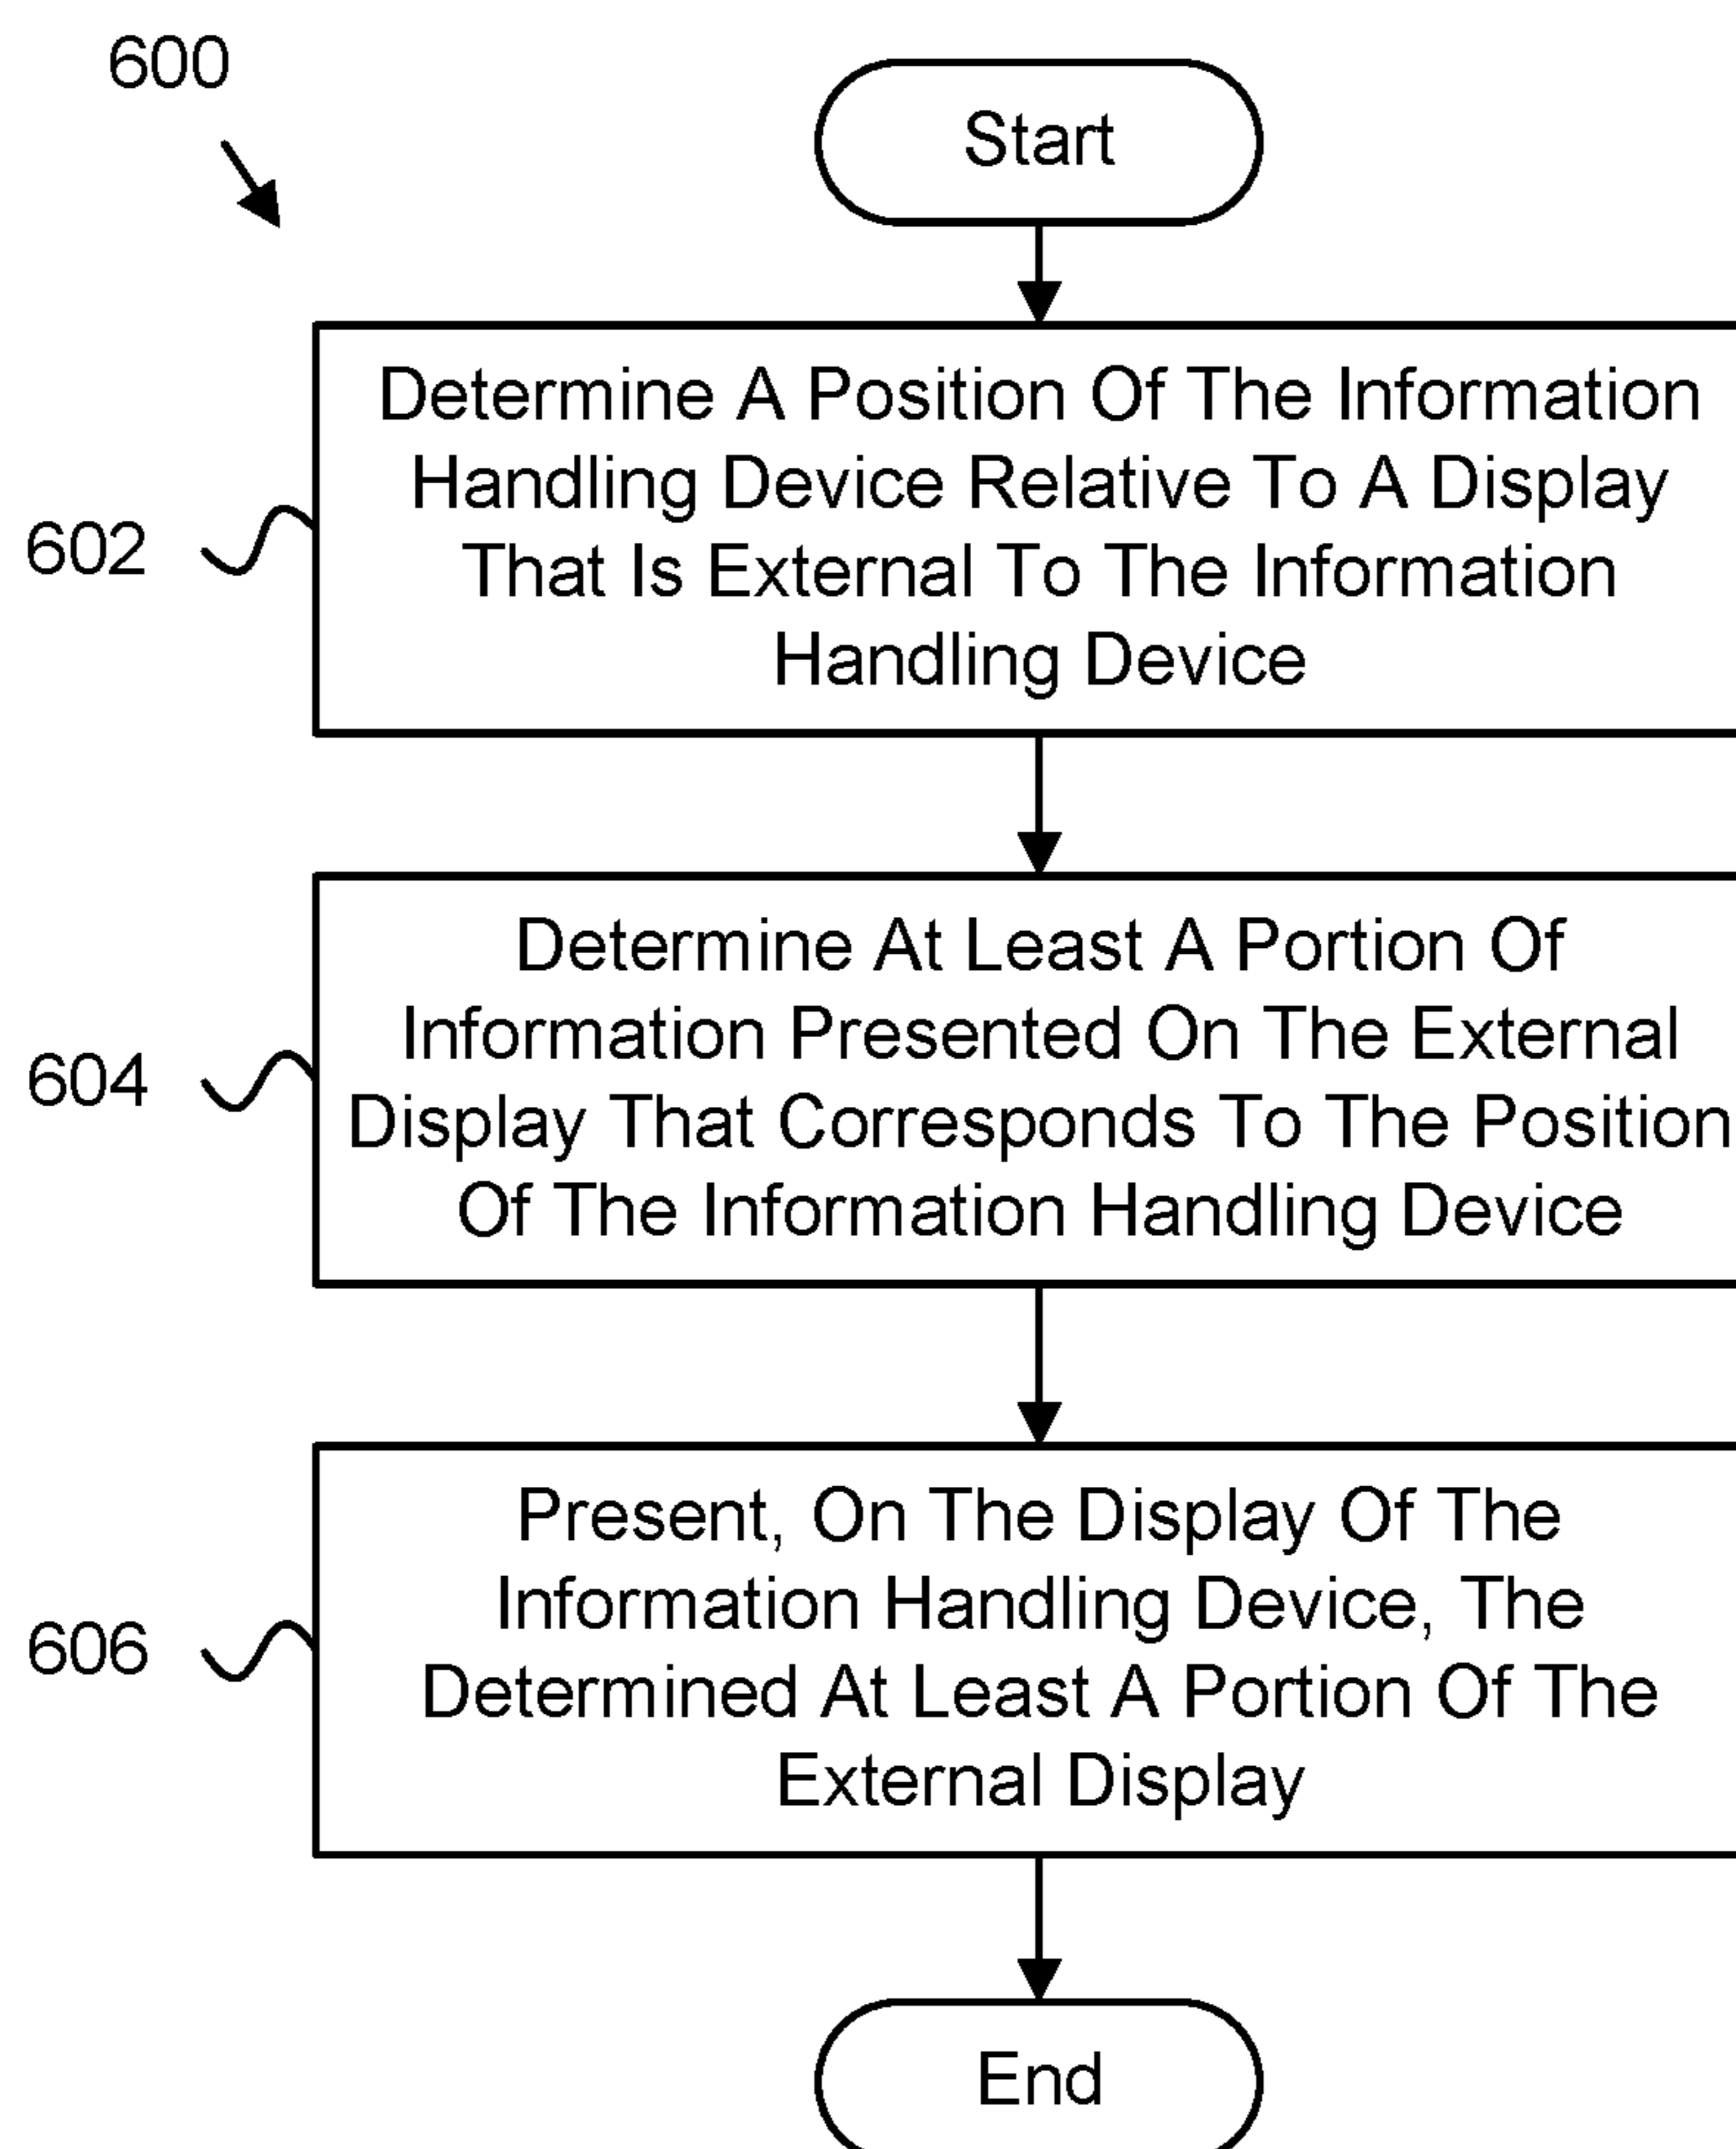 600
Start
602
Determine A Position Of The Information
Handling Device Relative To A Display
That Is External To The Information
Handling Device
604
Determine At Least A Portion Of
Information Presented On The External
Display That Corresponds To The Position
Of The Information Handling Device
606
Present, On The Display Of The
Information Handling Device, The
Determined At Least A Portion Of The
External Display
End